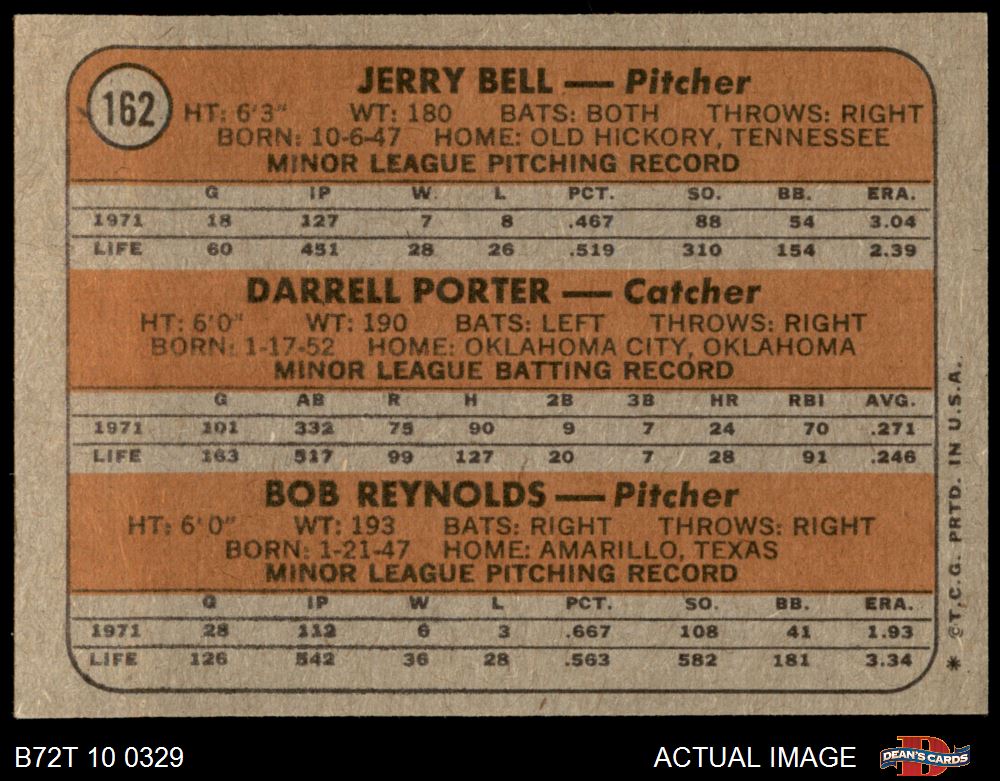 162
JERRY BELL — Pitcher
HT: 6'3" WT: 180 BATS: BOTH THROWS: RIGHT
BORN: 10-6-47 HOME: OLD HICKORY, TENNESSEE
MINOR LEAGUE PITCHING RECORD
G IP W. L PCT. SO. BB. ERA.
1971 18 127 7 8 .467 88 54 3.04
LIFE 60 451 28 26 .519 310 154 2.39
DARRELL PORTER — Catcher
HT: 6'0" WT: 190 BATS: LEFT THROWS: RIGHT
BORN: 1-17-52 HOME: OKLAHOMA CITY, OKLAHOMA
MINOR LEAGUE BATTING RECORD
G AB R H 2B 3B HR RBI AVG.
1971 101 332 75 90 9 7 24 70 .271
LIFE 163 517 99 127 20 7 28 91 .246
BOB REYNOLDS — Pitcher
HT: 6'0" WT: 193 BATS: RIGHT THROWS: RIGHT
BORN: 1-21-47 HOME: AMARILLO, TEXAS
MINOR LEAGUE PITCHING RECORD
G IP W L PCT. SO. BB. ERA.
1971 28 112 6 3 .667 108 41 1.93
LIFE 126 542 36 28 .563 582 181 3.34
* ©T.C.G. PRTD. IN U.S.A.
B72T 10 0329 ACTUAL IMAGE DEAN'S CARDS